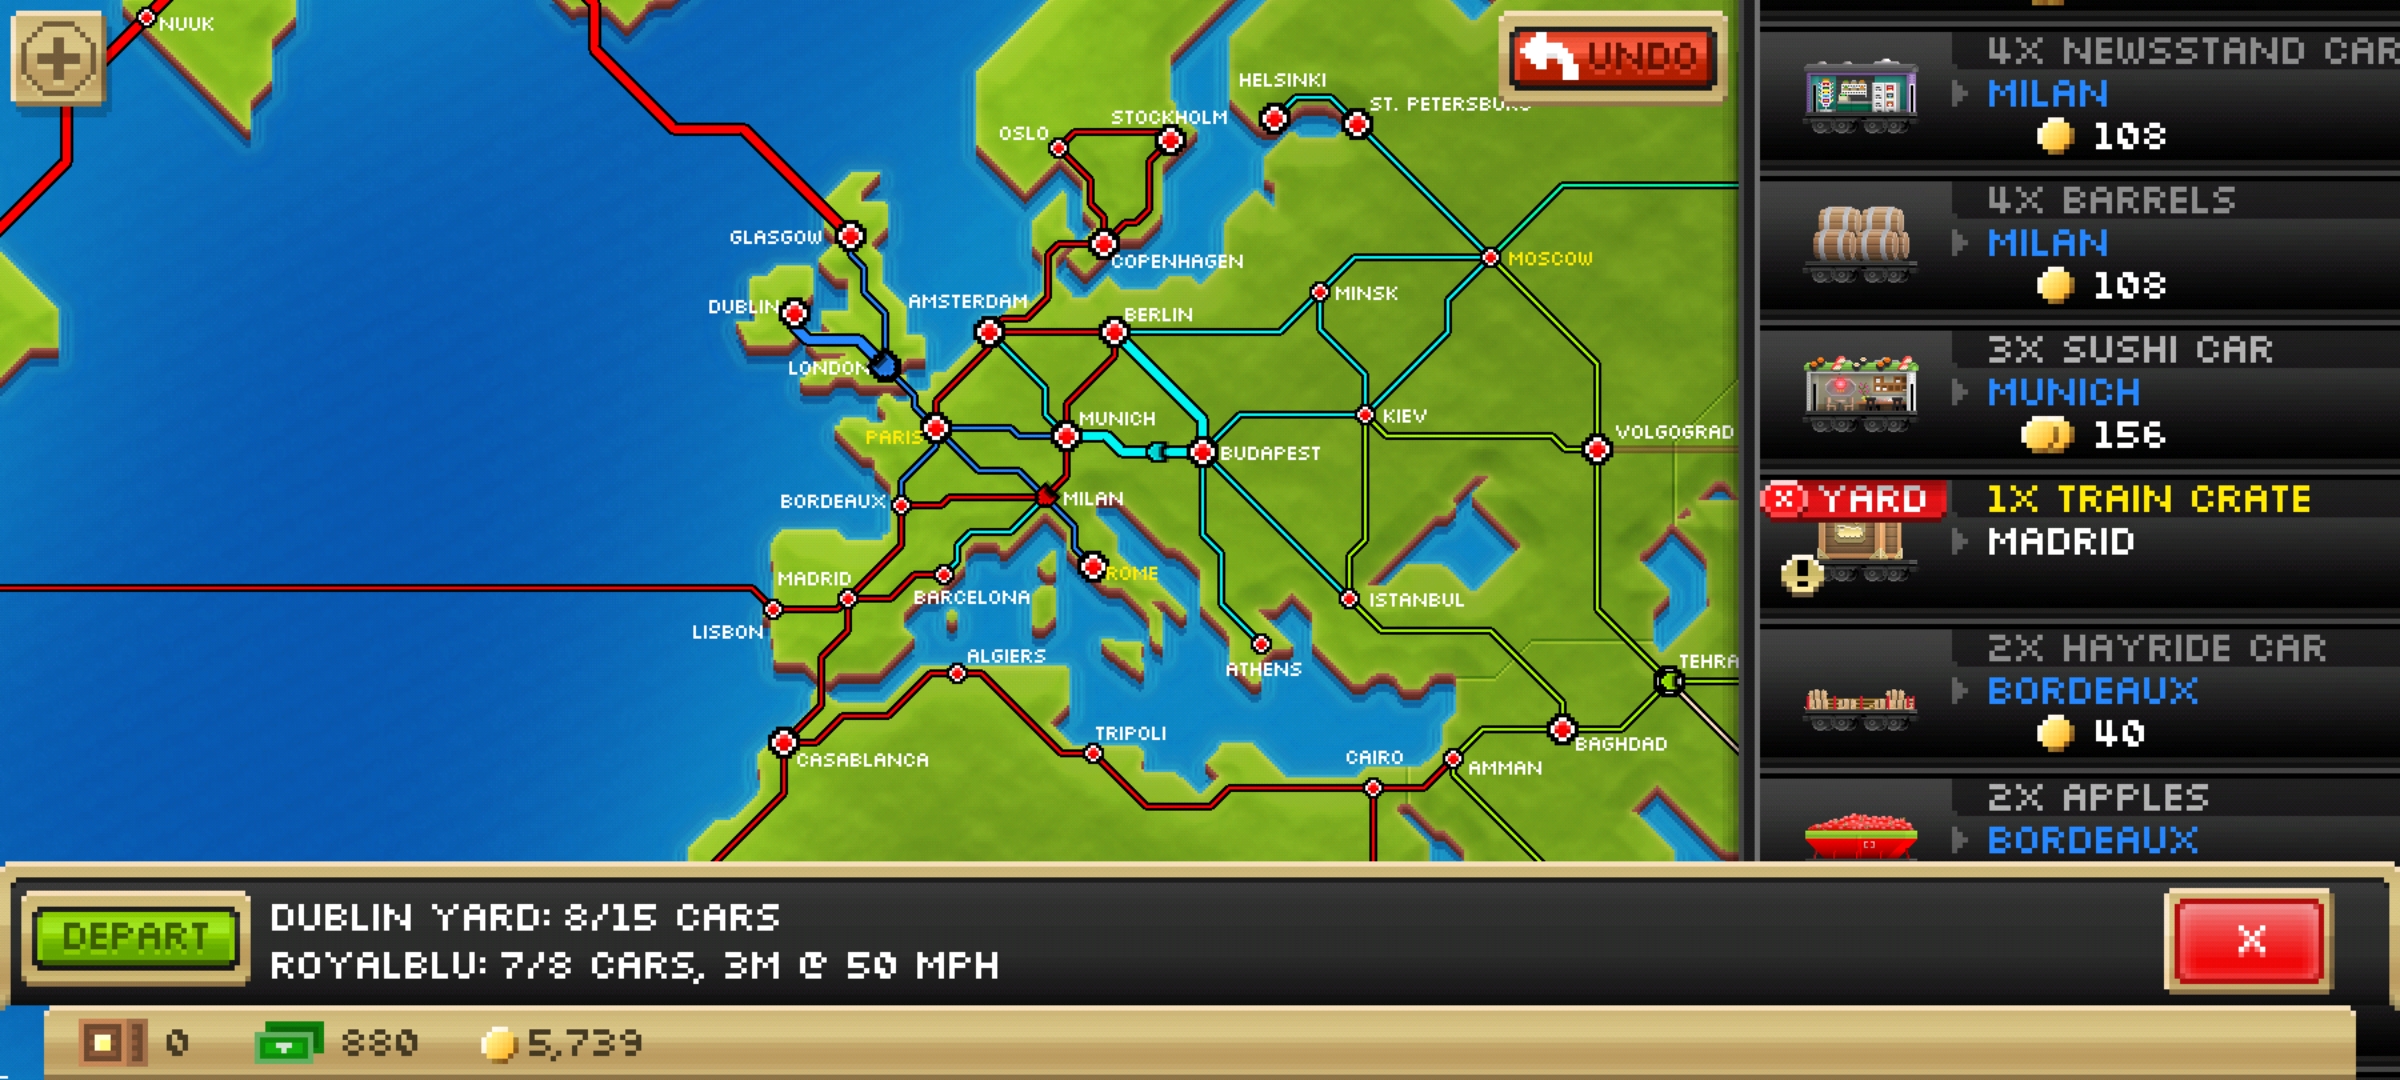 NUUK
UNDO
HELSINKI
STOCKHOLM
OSLO
GLASGOW
COPENHAGEN
MOSCOW
MINSK
DUBLIN
AMSTERDAM
BERLIN
LONDON
MUNICH
KIEV
VOLGOGRAD
PARIS
BUDAPEST
BORDEAUX
MILAN
MADRID
ROME
BARCELONA
ISTANBUL
LISBON
ALGIERS
ATHENS
TRIPOLI
CASABLANCA
CAIRO
AMMAN
BAGHDAD
4X NEWSSTAND CAR
MILAN
108
4X BARRELS
MILAN
108
3X SUSHI CAR
MUNICH
156
YARD
1X TRAIN CRATE
MADRID
2X HAYRIDE CAR
BORDEAUX
40
2X APPLES
BORDEAUX
DEPART
DUBLIN YARD: 8/15 CARS
ROYALBLU: 7/8 CARS, 3M @ 50 MPH
X
0
880
5,739